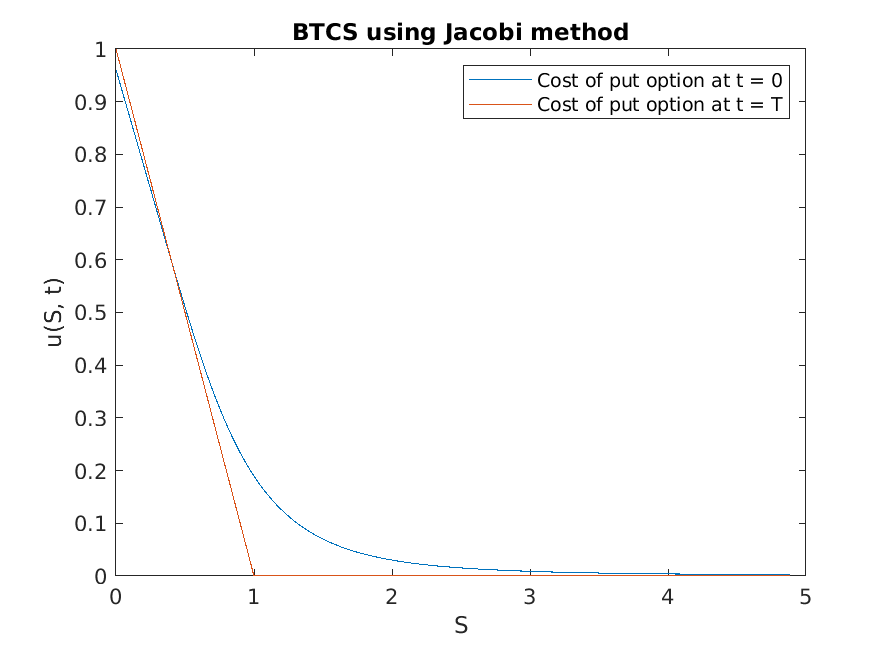 BTCS using Jacobi method
Cost of put option at t = 0
Cost of put option at t = T
1
0.9
0.8
0.7
0.6
0.5
0.4
0.3
0.2
0.1
0
u(S, t)
0 1 2 3 4 5
S